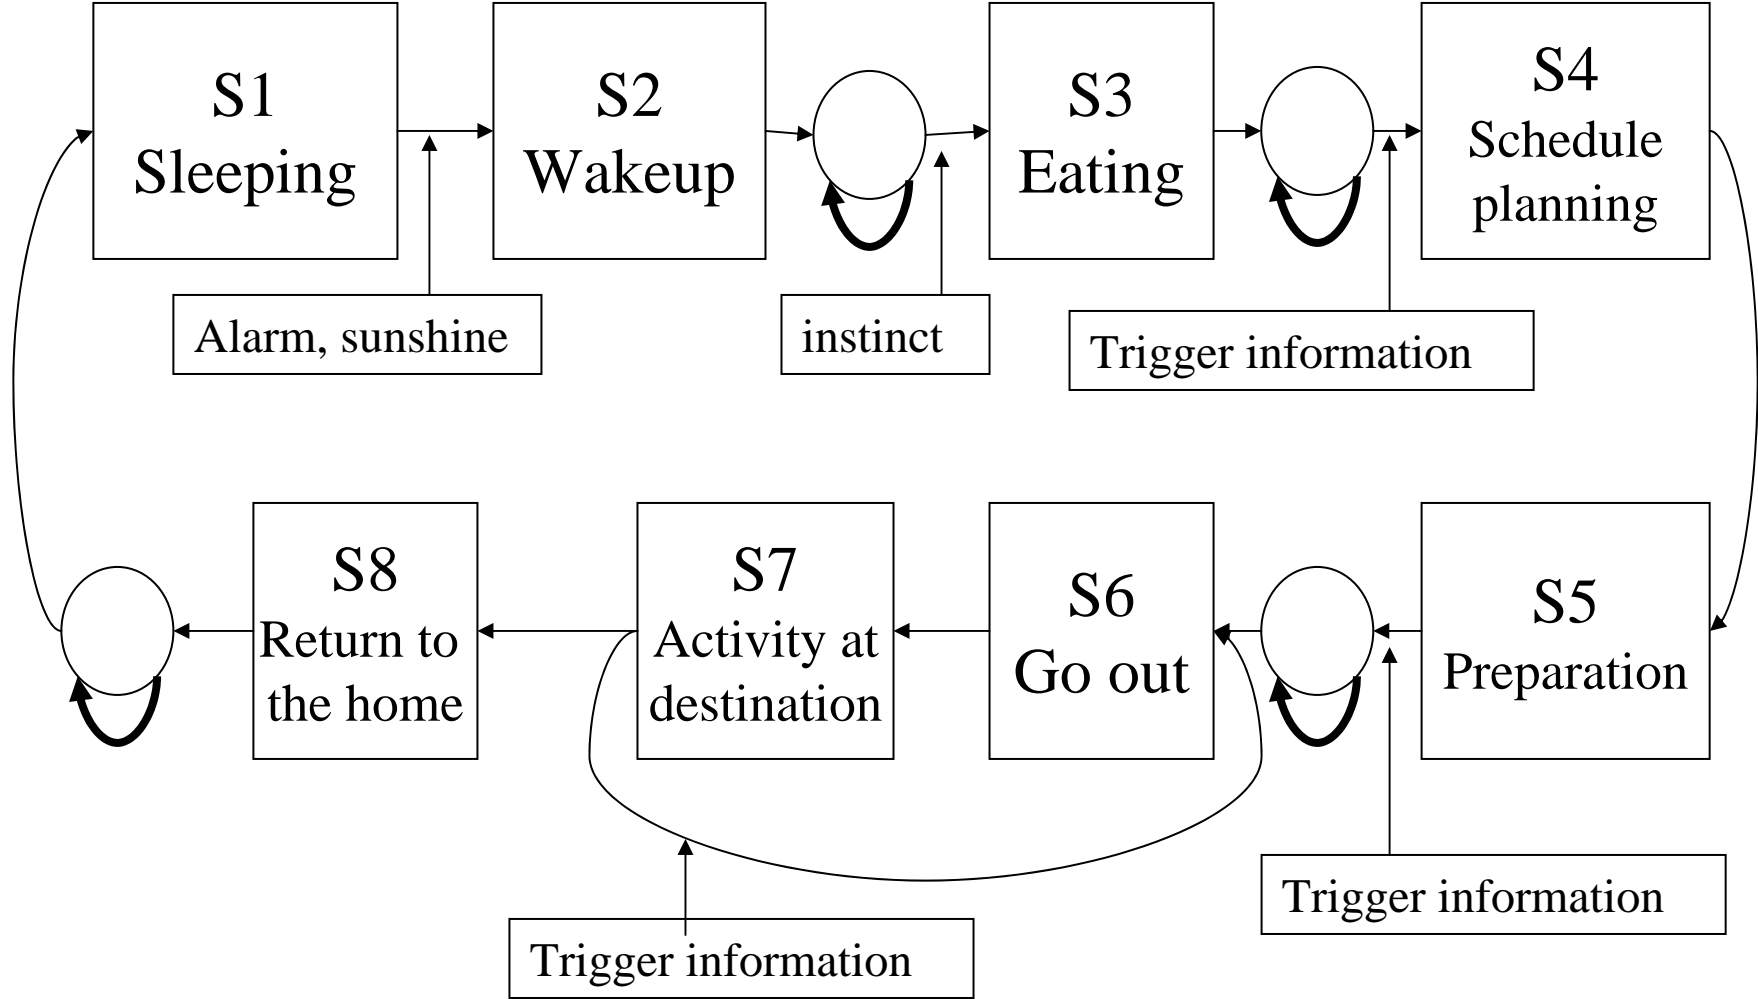 S1
Sleeping
S2
Wakeup
S3
Eating
S4
Schedule
planning
Alarm, sunshine
instinct
Trigger information
S8
Return to
the home
S7
Activity at
destination
S6
Go out
S5
Preparation
Trigger information
Trigger information